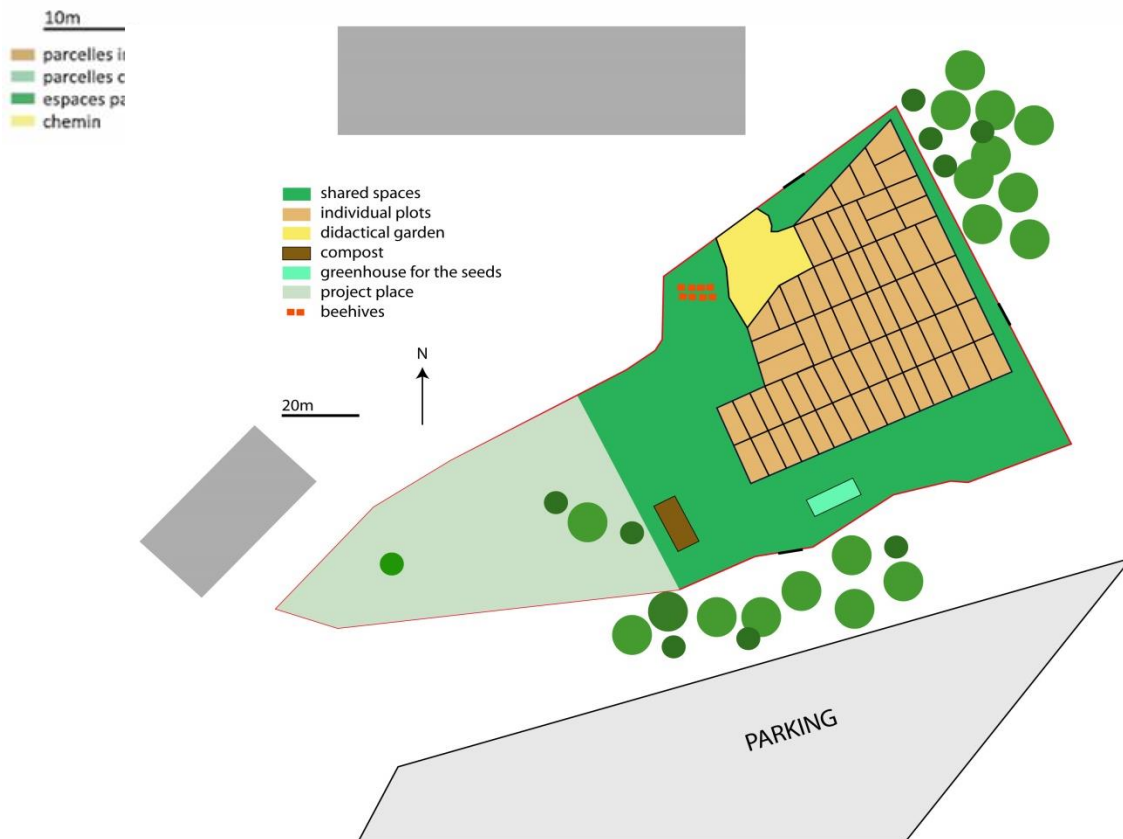 10m
parcelles
parcelles
espaces
chemin
shared spaces
individual plots
didactical garden
compost
greenhouse for the seeds
project place
beehives
N
20m
PARKING